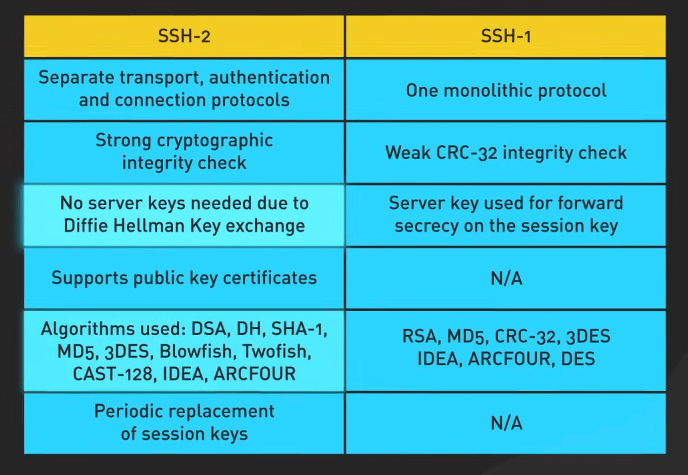 SSH-2
SSH-1
Separate transport, authentication
and connection protocols
One monolithic protocol
Strong cryptographic
integrity check
Weak CRC-32 integrity check
No server keys needed due to
Diffie Hellman Key exchange
Server key used for forward
secrecy on the session key
Supports public key certificates
N/A
Algorithms used: DSA, DH, SHA-1,
MD5, 3DES, Blowfish, Twofish,
CAST-128, IDEA, ARCFOUR
RSA, MD5, CRC-32, 3DES
IDEA, ARCFOUR, DES
Periodic replacement
of session keys
N/A